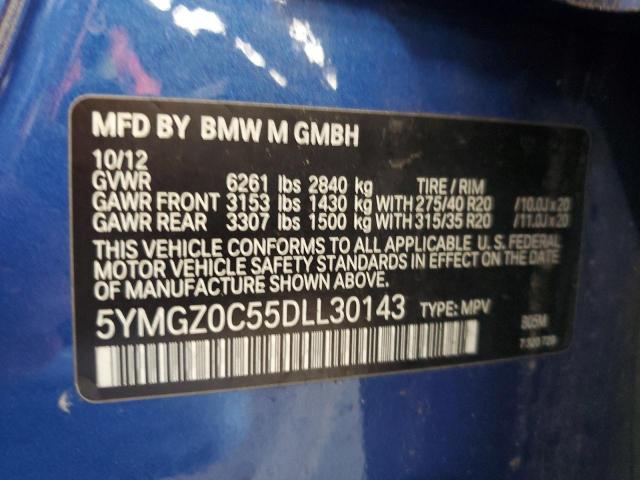 MFD BY BMW M GMBH
10/12
GVWR 6261 lbs 2840 kg TIRE / RIM
GAWR FRONT 3153 lbs 1430 kg WITH 275/40 R20 /10.0Jx20
GAWR REAR 3307 lbs 1500 kg WITH 315/35 R20 /11.0Jx20
THIS VEHICLE CONFORMS TO ALL APPLICABLE U.S. FEDERAL
MOTOR VEHICLE SAFETY STANDARDS IN EFFECT ON THE DATE
OF MANUFACTURE SHOWN ABOVE.
5YMGZ0C55DLL30143 TYPE: MPV